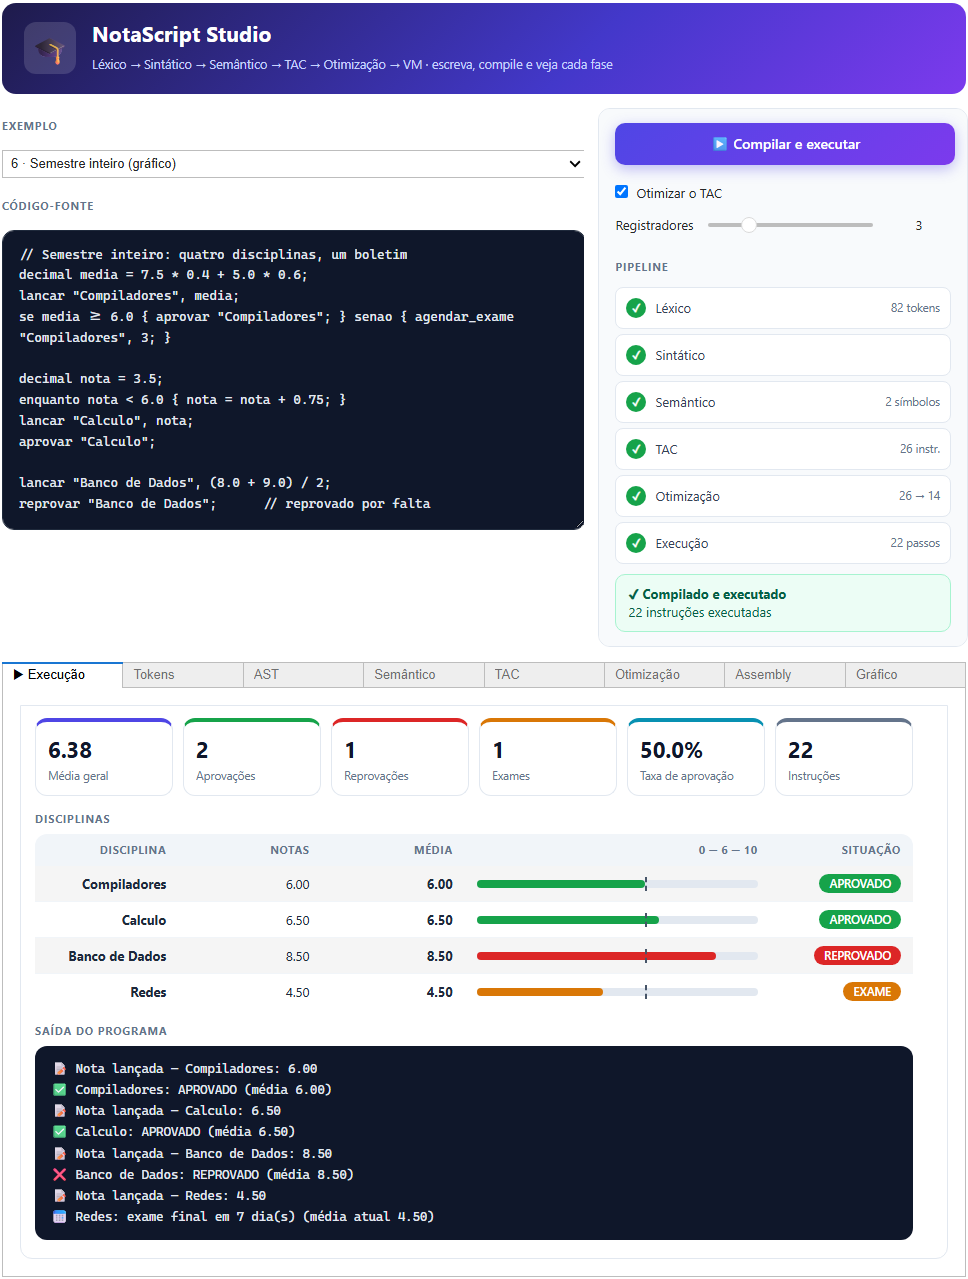 NotaScript Studio
Léxico → Sintático → Semântico → TAC → Otimização → VM · escreva, compile e veja cada fase
EXEMPLO
6 · Semestre inteiro (gráfico)
CÓDIGO-FONTE
// Semestre inteiro: quatro disciplinas, um boletim
decimal media = 7.5 * 0.4 + 5.0 * 0.6;
lancar "Compiladores", media;
se media ≥ 6.0 { aprovar "Compiladores"; } senao { agendar_exame
"Compiladores", 3; }
decimal nota = 3.5;
enquanto nota < 6.0 { nota = nota + 0.75; }
lancar "Calculo", nota;
aprovar "Calculo";
lancar "Banco de Dados", (8.0 + 9.0) / 2;
reprovar "Banco de Dados";      // reprovado por falta
Compilar e executar
Otimizar o TAC
Registradores 3
PIPELINE
Léxico 82 tokens
Sintático
Semântico 2 símbolos
TAC 26 instr.
Otimização 26 → 14
Execução 22 passos
✓ Compilado e executado
22 instruções executadas
▶ Execução Tokens AST Semântico TAC Otimização Assembly Gráfico
6.38 2 1 1 50.0% 22
Média geral Aprovações Reprovações Exames Taxa de aprovação Instruções
DISCIPLINAS
DISCIPLINA NOTAS MÉDIA 0 — 6 — 10 SITUAÇÃO
Compiladores 6.00 6.00 APROVADO
Calculo 6.50 6.50 APROVADO
Banco de Dados 8.50 8.50 REPROVADO
Redes 4.50 4.50 EXAME
SAÍDA DO PROGRAMA
📝 Nota lançada — Compiladores: 6.00
✅ Compiladores: APROVADO (média 6.00)
📝 Nota lançada — Calculo: 6.50
✅ Calculo: APROVADO (média 6.50)
📝 Nota lançada — Banco de Dados: 8.50
❌ Banco de Dados: REPROVADO (média 8.50)
📝 Nota lançada — Redes: 4.50
📅 Redes: exame final em 7 dia(s) (média atual 4.50)